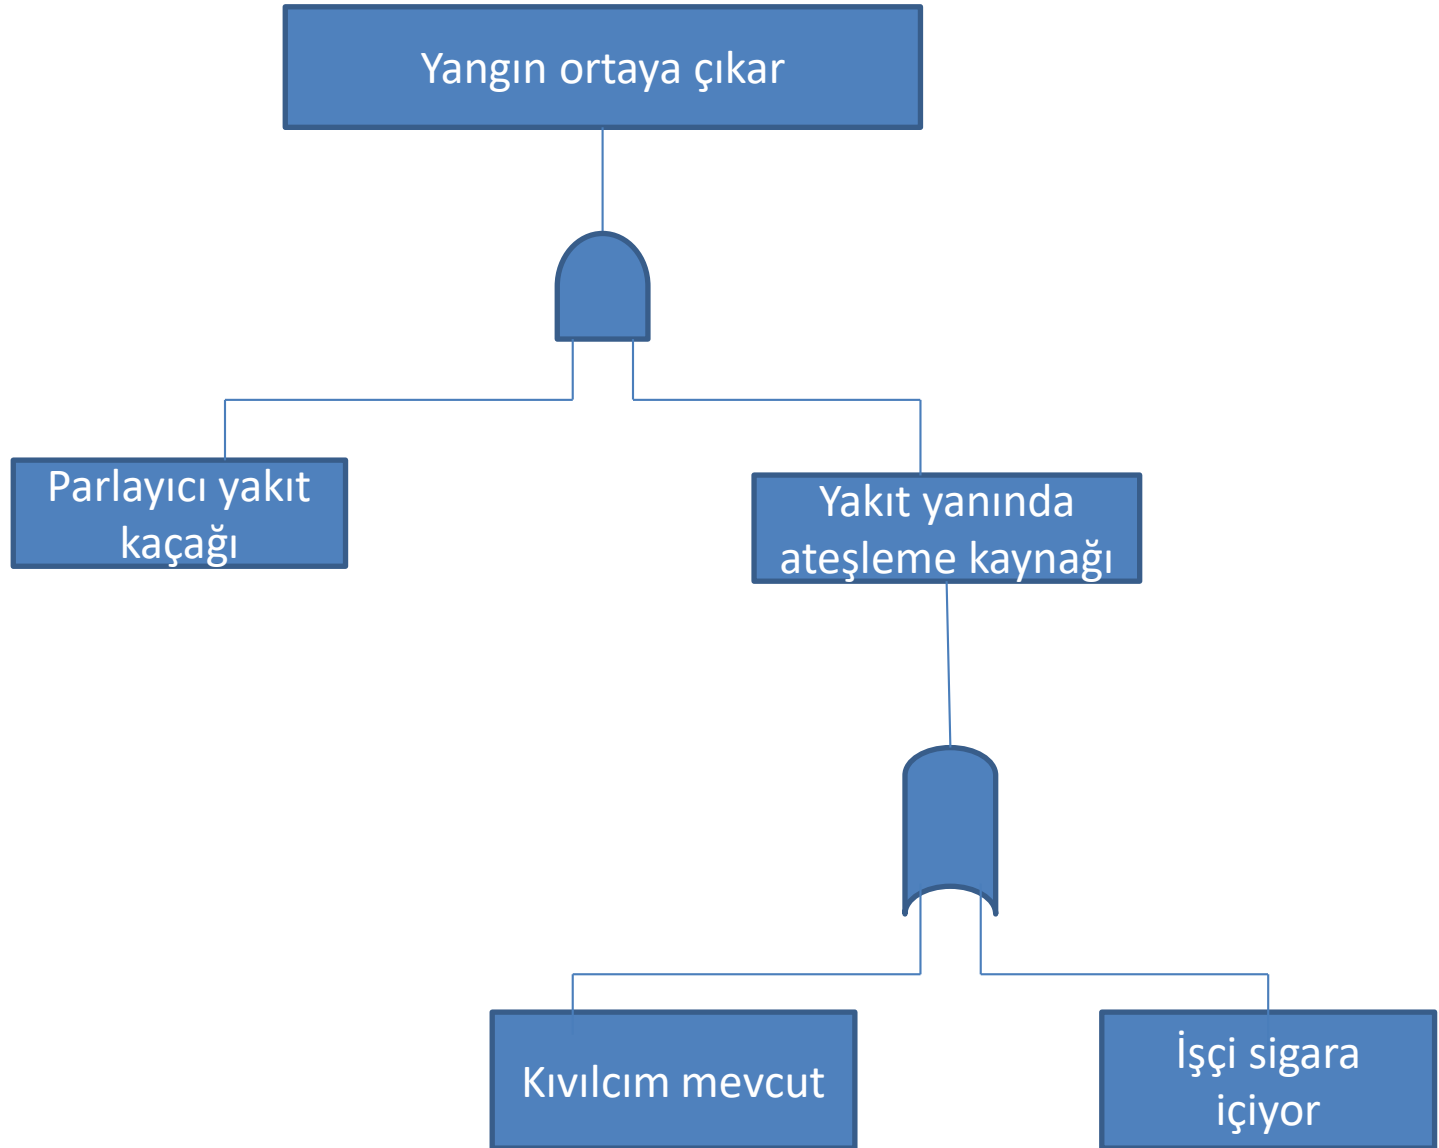 Yangın ortaya çıkar
Parlayıcı yakıt
kaçağı
Yakıt yanında
ateşleme kaynağı
Kıvılcım mevcut
İşçi sigara
içiyor